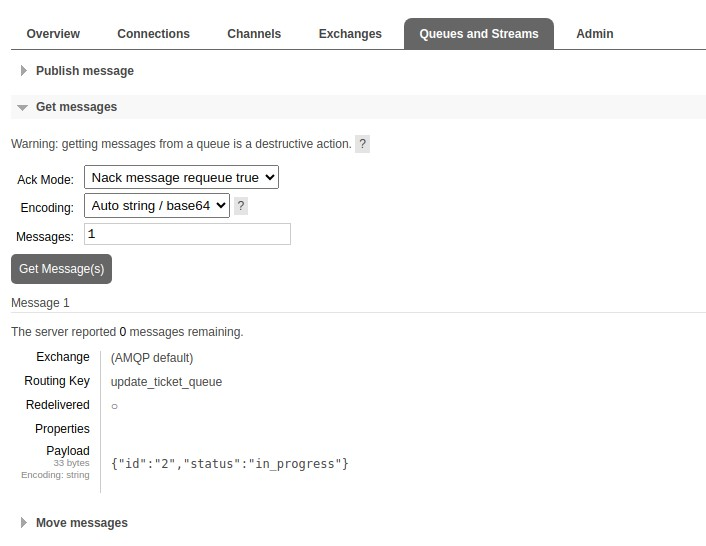 Overview Connections Channels Exchanges Queues and Streams Admin
Publish message
Get messages
Warning: getting messages from a queue is a destructive action. ?
Ack Mode: Nack message requeue true
Encoding: Auto string / base64 ?
Messages: 1
Get Message(s)
Message 1
The server reported 0 messages remaining.
Exchange (AMQP default)
Routing Key update_ticket_queue
Redelivered ○
Properties
Payload
33 bytes
Encoding: string
{"id":"2","status":"in_progress"}
Move messages